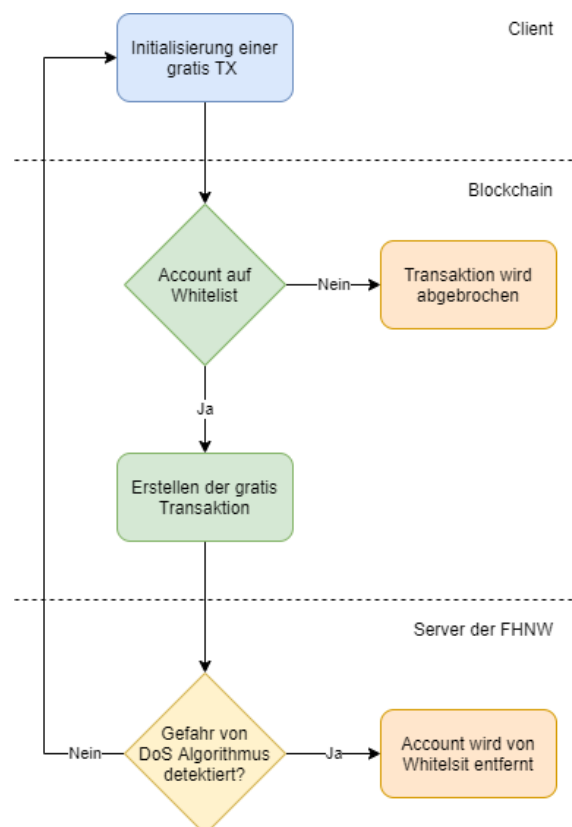 Client
Initialisierung einer
gratis TX
Blockchain
Account auf
Whitelist
Nein
Transaktion wird
abgebrochen
Ja
Erstellen der gratis
Transaktion
Server der FHNW
Gefahr von
DoS Algorithmus
detektiert?
Nein
Ja
Account wird von
Whitelsit entfernt